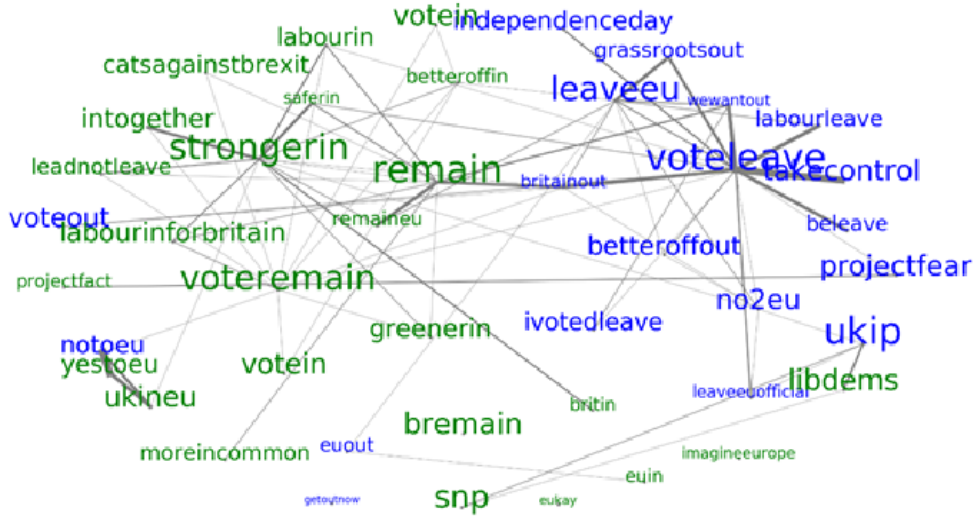 votein
independenceday
labourin
grassrootsout
catsagainstbrexit
betteroffin
leaveeu
saferin
wewantout
intogether
labourleave
strongerin
remain
voteleave
leadnotleave
britainout
takecontrol
voteout
remaineu
beleave
labourinforbritain
betteroffout
projectfact
voteremain
projectfear
no2eu
greenerin
ivotedleave
ukip
notoeu
yestoeu
votein
libdems
ukineu
leaveeuofficial
britin
bremain
moreincommon
euout
imagineeurope
euin
getoutnow
snp
eukay